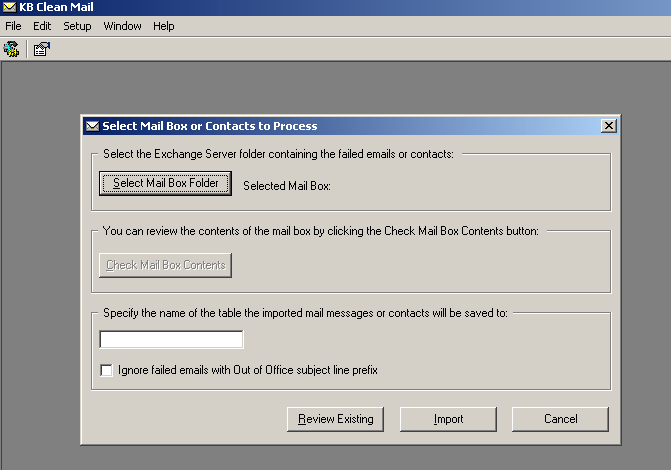 KB Clean Mail
File Edit Setup Window Help
Select Mail Box or Contacts to Process
Select the Exchange Server folder containing the failed emails or contacts:
Select Mail Box Folder Selected Mail Box:
You can review the contents of the mail box by clicking the Check Mail Box Contents button:
Check Mail Box Contents
Specify the name of the table the imported mail messages or contacts will be saved to:
Ignore failed emails with Out of Office subject line prefix
Review Existing Import Cancel